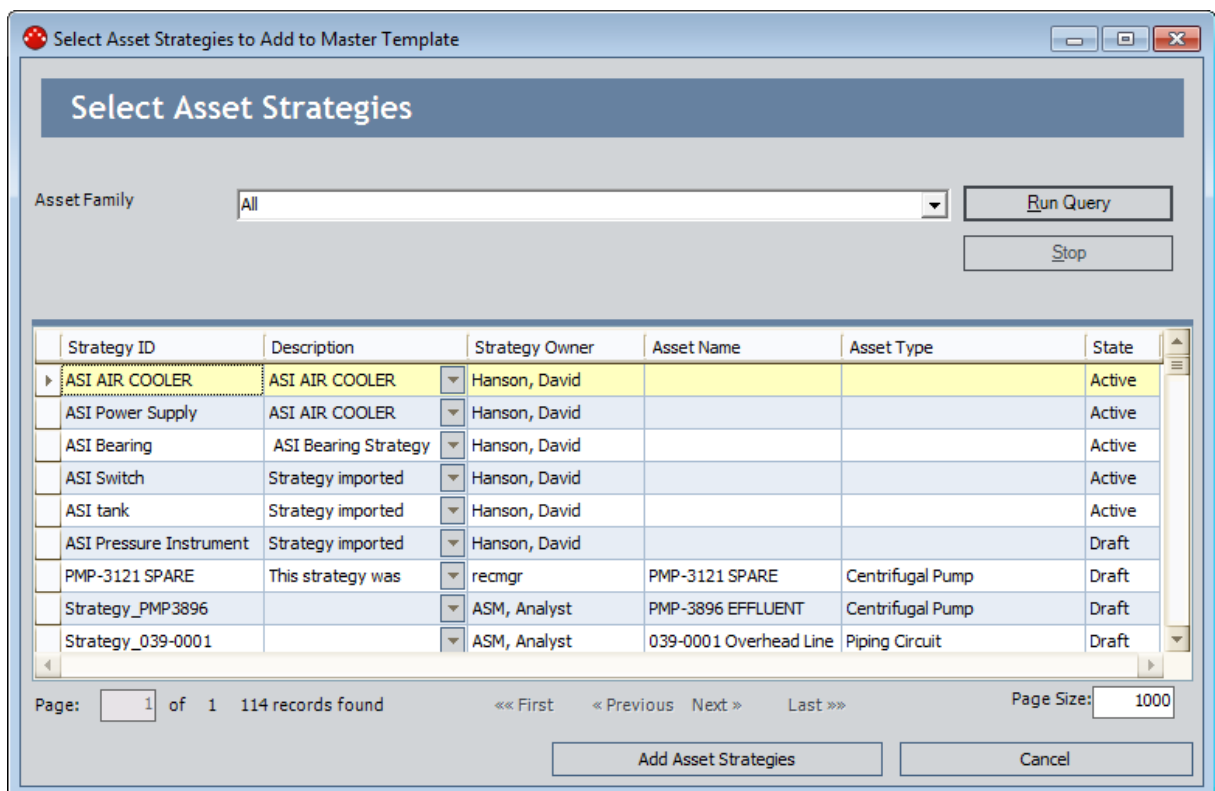 Select Asset Strategies to Add to Master Template
Select Asset Strategies
Asset Family All Run Query
Stop
Strategy ID Description Strategy Owner Asset Name Asset Type State
ASI AIR COOLER ASI AIR COOLER Hanson, David Active
ASI Power Supply ASI AIR COOLER Hanson, David Active
ASI Bearing ASI Bearing Strategy Hanson, David Active
ASI Switch Strategy imported Hanson, David Active
ASI tank Strategy imported Hanson, David Active
ASI Pressure Instrument Strategy imported Hanson, David Draft
PMP-3121 SPARE This strategy was recmgr PMP-3121 SPARE Centrifugal Pump Draft
Strategy_PMP3896 ASM, Analyst PMP-3896 EFFLUENT Centrifugal Pump Draft
Strategy_039-0001 ASM, Analyst 039-0001 Overhead Line Piping Circuit Draft
Page: 1 of 1 114 records found «« First « Previous Next » Last »» Page Size: 1000
Add Asset Strategies Cancel